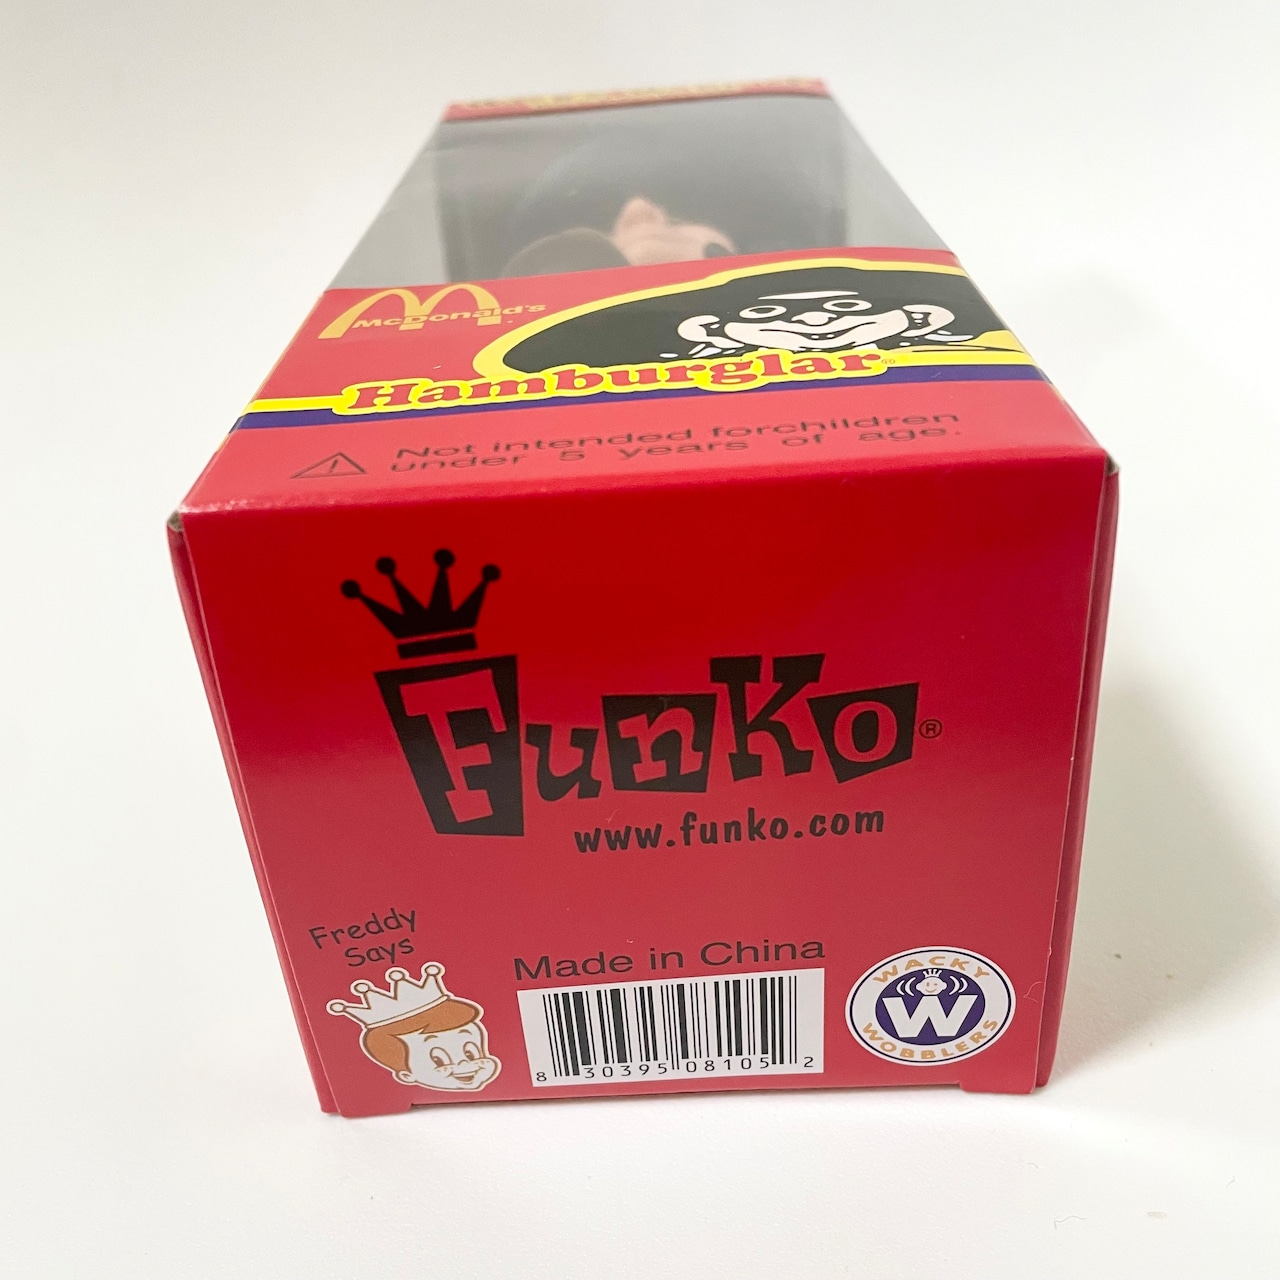 McDonald's
Hamburglar®
Not intended forchildren
under 5 years of age.
Funko®
www.funko.com
Freddy
Says
Made in China
8 30395 08105 2
WACKY
W
WOBBLERS